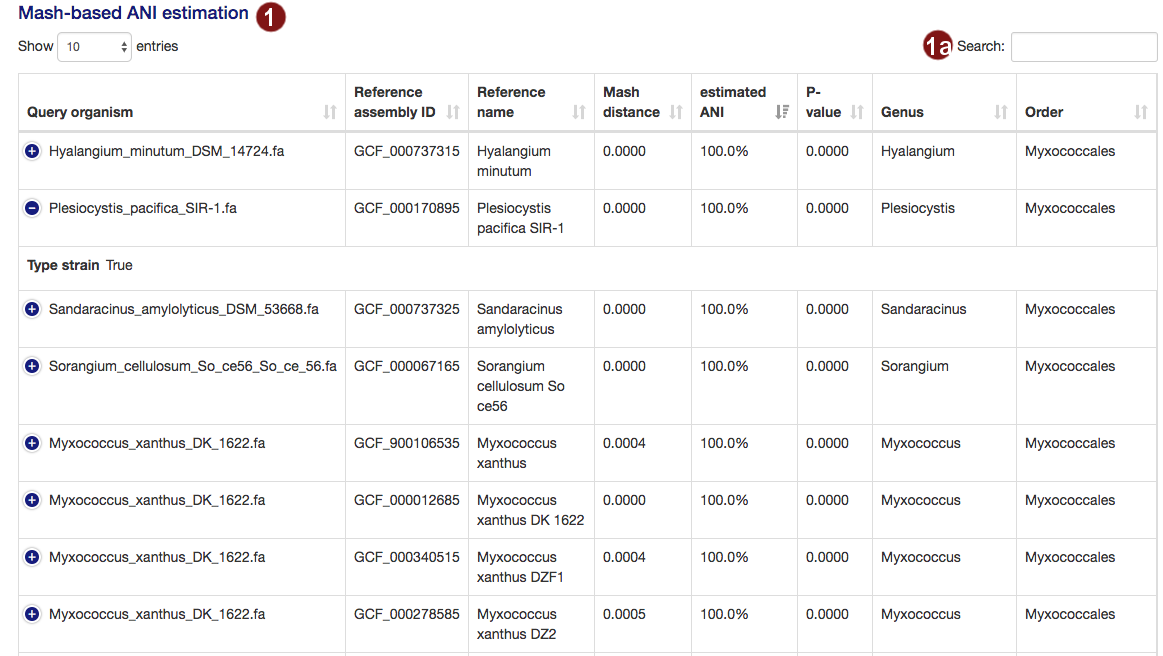 Mash-based ANI estimation 1
Show 10 entries 1a Search:
Query organism Reference assembly ID Reference name Mash distance estimated ANI P-value Genus Order
Hyalangium_minutum_DSM_14724.fa GCF_000737315 Hyalangium minutum 0.0000 100.0% 0.0000 Hyalangium Myxococcales
Plesiocystis_pacifica_SIR-1.fa GCF_000170895 Plesiocystis pacifica SIR-1 0.0000 100.0% 0.0000 Plesiocystis Myxococcales
Type strain True
Sandaracinus_amylolyticus_DSM_53668.fa GCF_000737325 Sandaracinus amylolyticus 0.0000 100.0% 0.0000 Sandaracinus Myxococcales
Sorangium_cellulosum_So_ce56_So_ce_56.fa GCF_000067165 Sorangium cellulosum So ce56 0.0000 100.0% 0.0000 Sorangium Myxococcales
Myxococcus_xanthus_DK_1622.fa GCF_900106535 Myxococcus xanthus 0.0004 100.0% 0.0000 Myxococcus Myxococcales
Myxococcus_xanthus_DK_1622.fa GCF_000012685 Myxococcus xanthus DK 1622 0.0000 100.0% 0.0000 Myxococcus Myxococcales
Myxococcus_xanthus_DK_1622.fa GCF_000340515 Myxococcus xanthus DZF1 0.0004 100.0% 0.0000 Myxococcus Myxococcales
Myxococcus_xanthus_DK_1622.fa GCF_000278585 Myxococcus xanthus DZ2 0.0005 100.0% 0.0000 Myxococcus Myxococcales